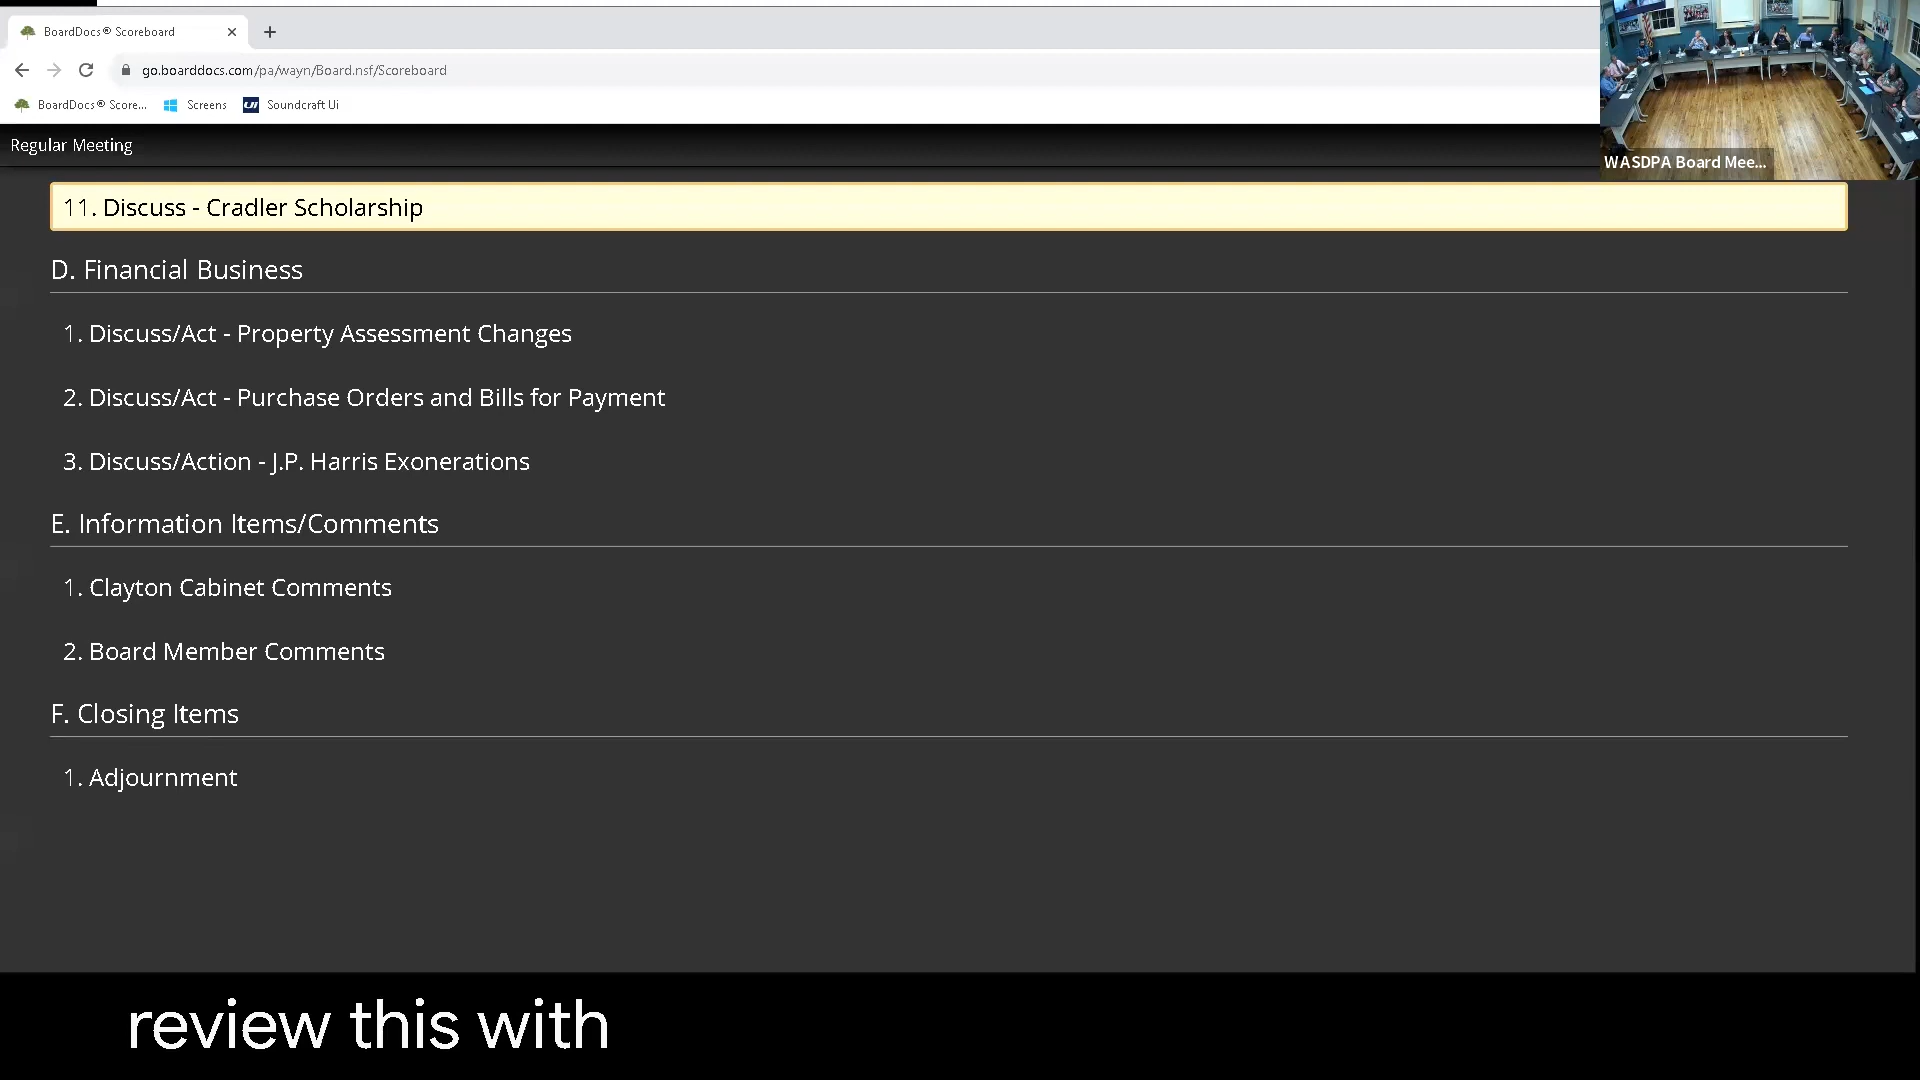 BoardDocs® Scoreboard
go.boarddocs.com/pa/wayn/Board.nsf/Scoreboard
BoardDocs® Score... Screens Soundcraft Ui
Regular Meeting
WASDPA Board Mee...
11. Discuss - Cradler Scholarship
D. Financial Business
1. Discuss/Act - Property Assessment Changes
2. Discuss/Act - Purchase Orders and Bills for Payment
3. Discuss/Action - J.P. Harris Exonerations
E. Information Items/Comments
1. Clayton Cabinet Comments
2. Board Member Comments
F. Closing Items
1. Adjournment
review this with